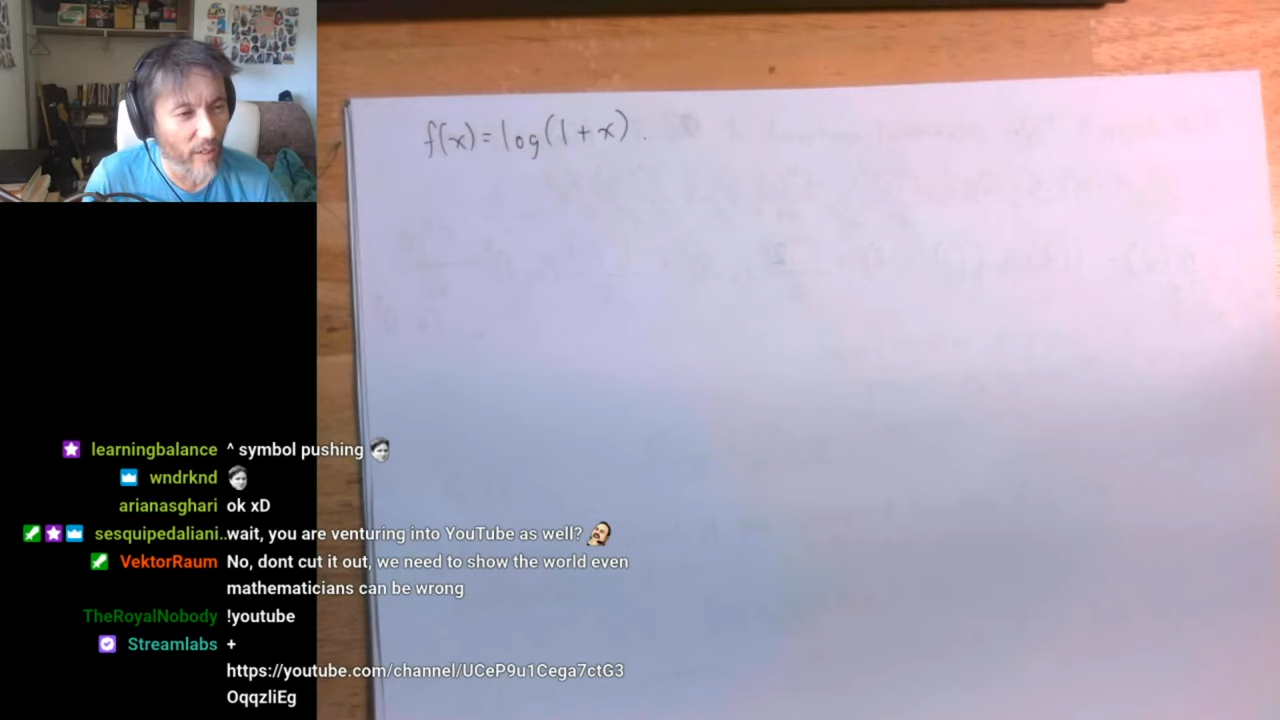 f(x) = log(1 + x).
learningbalance ^ symbol pushing
wndrknd
arianasghari ok xD
sesquipedaliani.. wait, you are venturing into YouTube as well?
VektorRaum No, dont cut it out, we need to show the world even
mathematicians can be wrong
TheRoyalNobody !youtube
Streamlabs +
https://youtube.com/channel/UCeP9u1Cega7ctG3
OqqzliEg